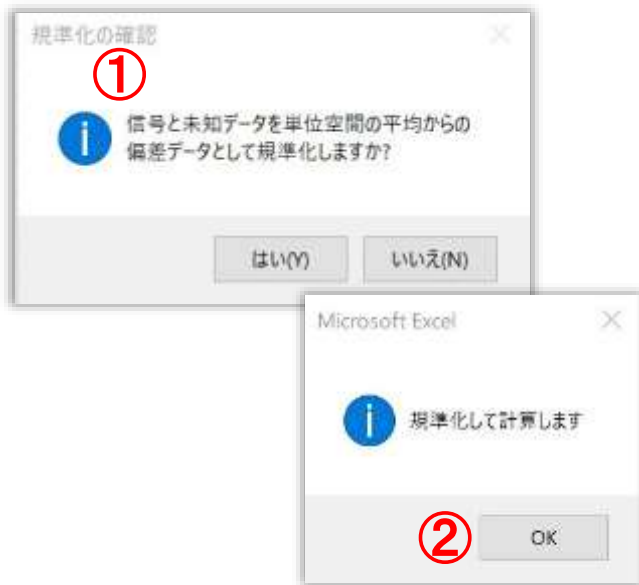 規準化の確認
①
信号と未知データを単位空間の平均からの
偏差データとして規準化しますか?
はい(Y)
いいえ(N)
Microsoft Excel
規準化して計算します
②
OK